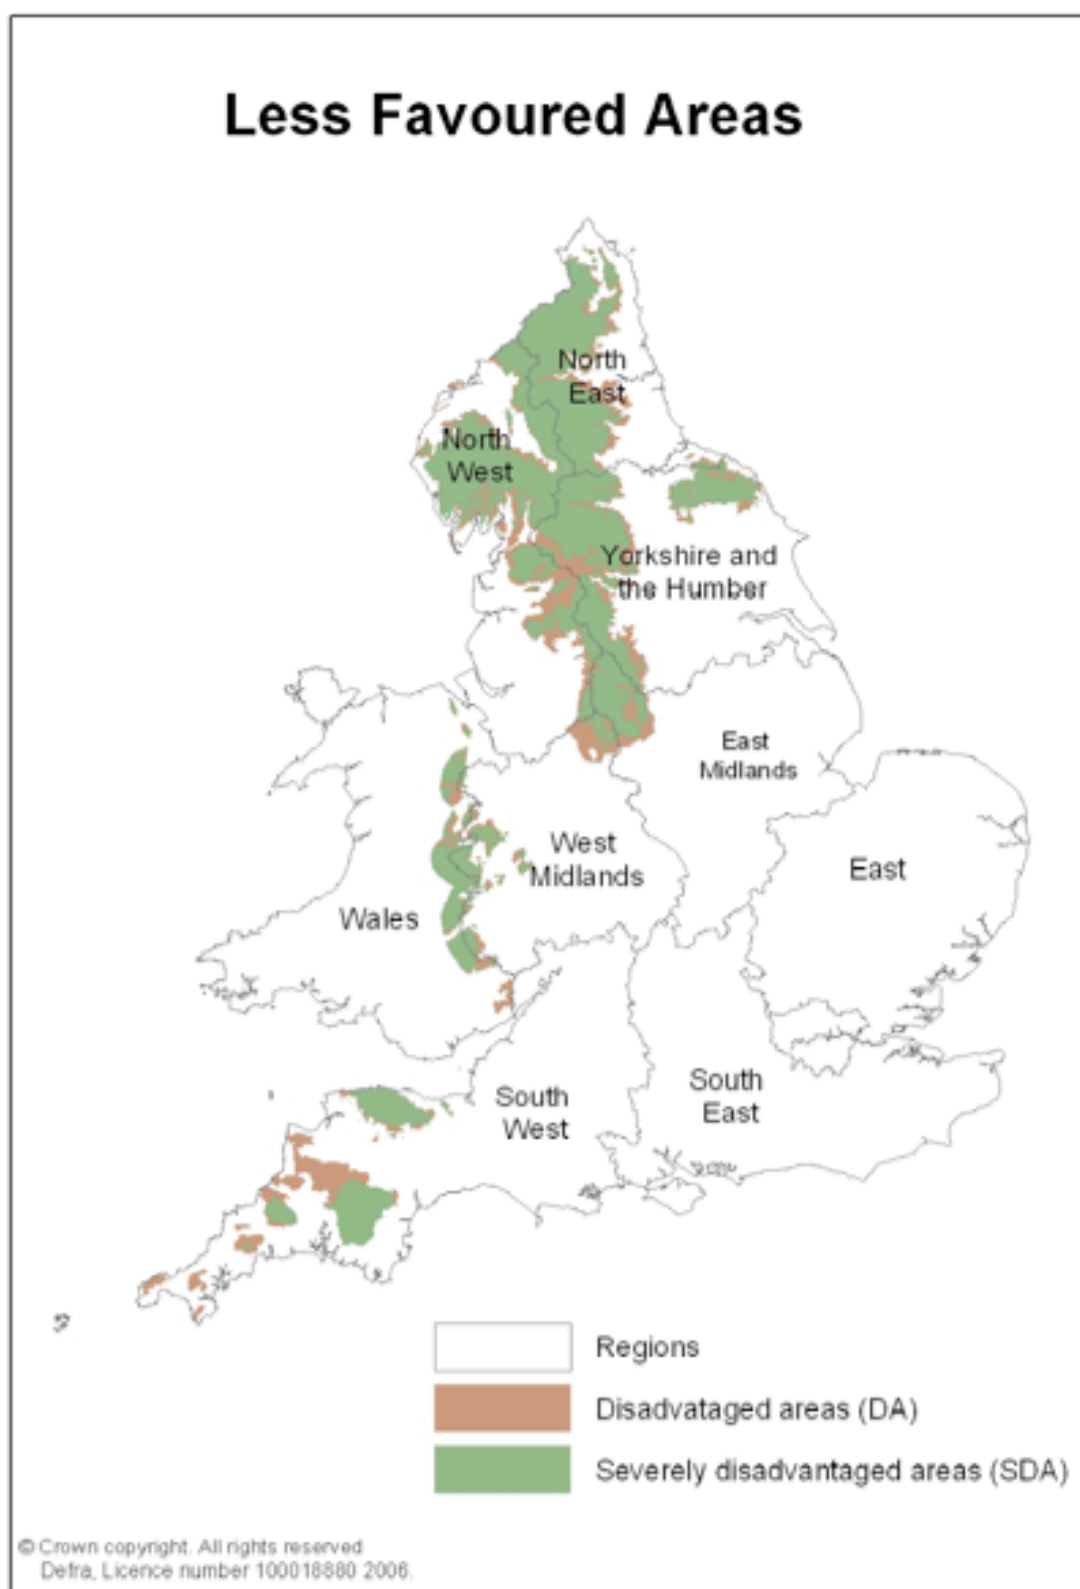 Less Favoured Areas
North
East
North
West
Yorkshire and
the Humber
East
Midlands
West
Midlands
East
Wales
South
West
South
East
Regions
Disadvataged areas (DA)
Severely disadvantaged areas (SDA)
© Crown copyright. All rights reserved
Defra, Licence number 100018880 2006.